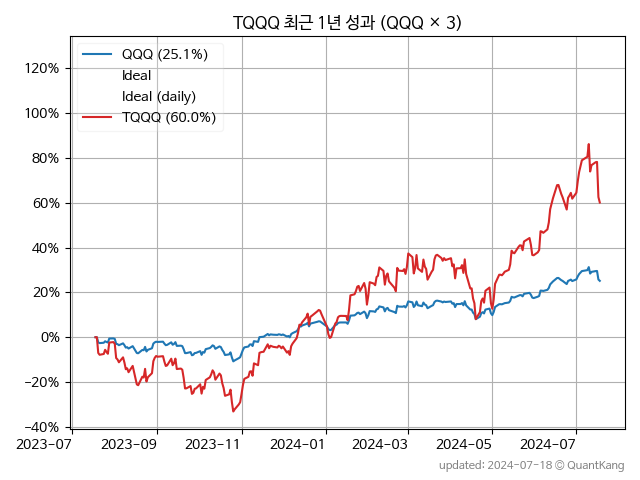 TQQQ 최근 1년 성과 (QQQ × 3)
QQQ (25.1%)
Ideal
Ideal (daily)
TQQQ (60.0%)
120%
100%
80%
60%
40%
20%
0%
−20%
−40%
2023−07
2023−09
2023−11
2024−01
2024−03
2024−05
2024−07
updated: 2024−07−18 © QuantKang